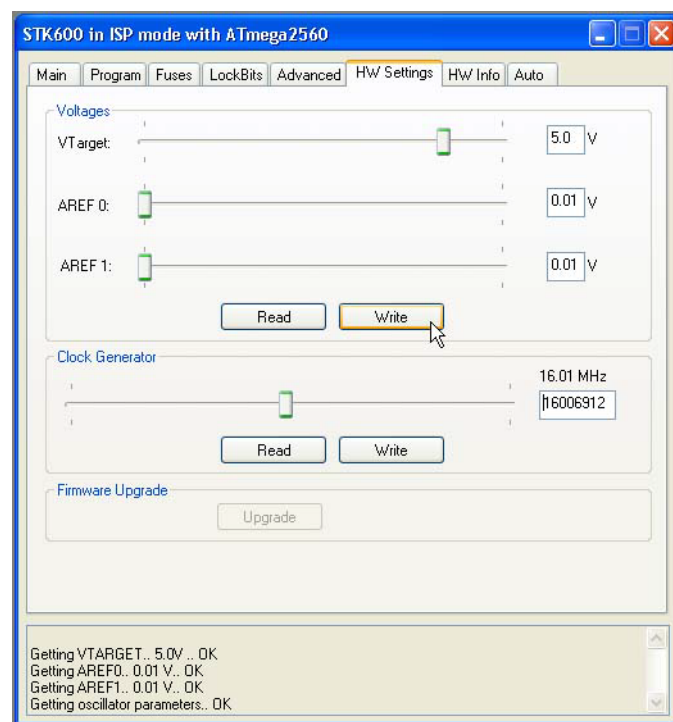 STK600 in ISP mode with ATmega2560
Main Program Fuses LockBits Advanced HW Settings HW Info Auto
Voltages
VTarget: 5.0 V
AREF 0: 0.01 V
AREF 1: 0.01 V
Read Write
Clock Generator
16.01 MHz
16006912
Read Write
Firmware Upgrade
Upgrade
Getting VTARGET.. 5.0V .. OK
Getting AREF0.. 0.01 V.. OK
Getting AREF1.. 0.01 V.. OK
Getting oscillator parameters.. OK